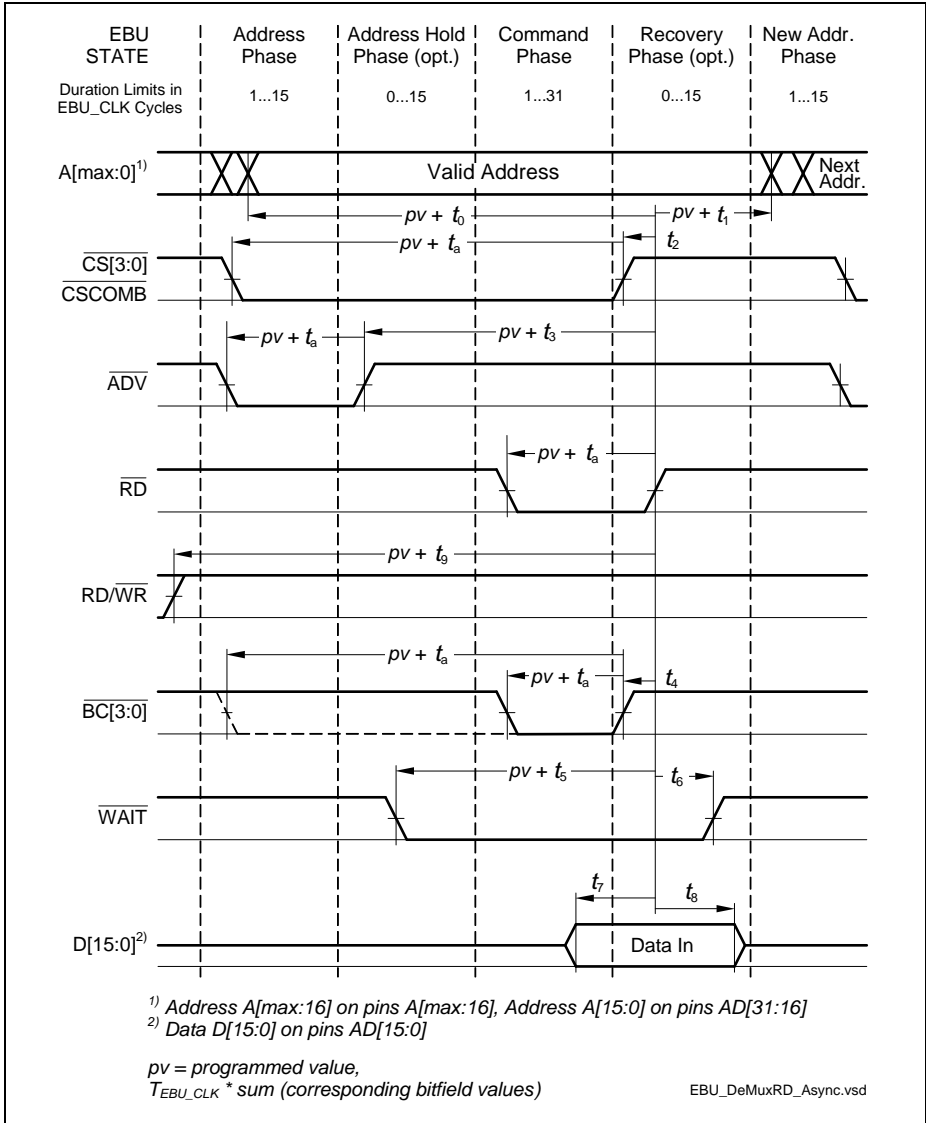 EBU STATE Address Phase Address Hold Phase (opt.) Command Phase Recovery Phase (opt.) New Addr. Phase
Duration Limits in EBU_CLK Cycles 1...15 0...15 1...31 0...15 1...15
A[max:0]1) Valid Address Next Addr.
pv + t0 pv + t1
pv + ta t2
CS[3:0]
CSCOMB
pv + ta pv + t3
ADV
pv + ta
RD
pv + t9
RD/WR
pv + ta
pv + ta t4
BC[3:0]
pv + t5 t6
WAIT
t7 t8
D[15:0]2) Data In
1) Address A[max:16] on pins A[max:16], Address A[15:0] on pins AD[31:16]
2) Data D[15:0] on pins AD[15:0]
pv = programmed value,
TEBU_CLK * sum (corresponding bitfield values) EBU_DeMuxRD_Async.vsd